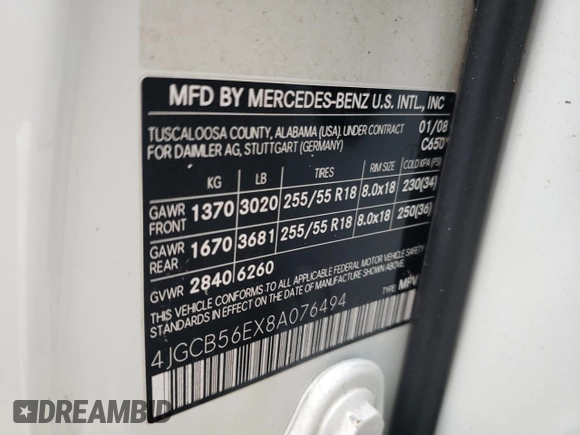 MFD BY MERCEDES-BENZ U.S. INTL., INC
TUSCALOOSA COUNTY, ALABAMA (USA), UNDER CONTRACT 01/08
FOR DAIMLER AG, STUTTGART (GERMANY) C650
KG LB TIRES RIM SIZE COLD KPA (PSI)
GAWR FRONT 1370 3020 255/55 R18 8.0x18 230(34)
GAWR REAR 1670 3681 255/55 R18 8.0x18 250(36)
GVWR 2840 6260
THIS VEHICLE CONFORMS TO ALL APPLICABLE FEDERAL MOTOR VEHICLE SAFETY
STANDARDS IN EFFECT ON THE DATE OF MANUFACTURE SHOWN ABOVE. TYPE: MPV
4JGCB56EX8A076494
DREAMBID